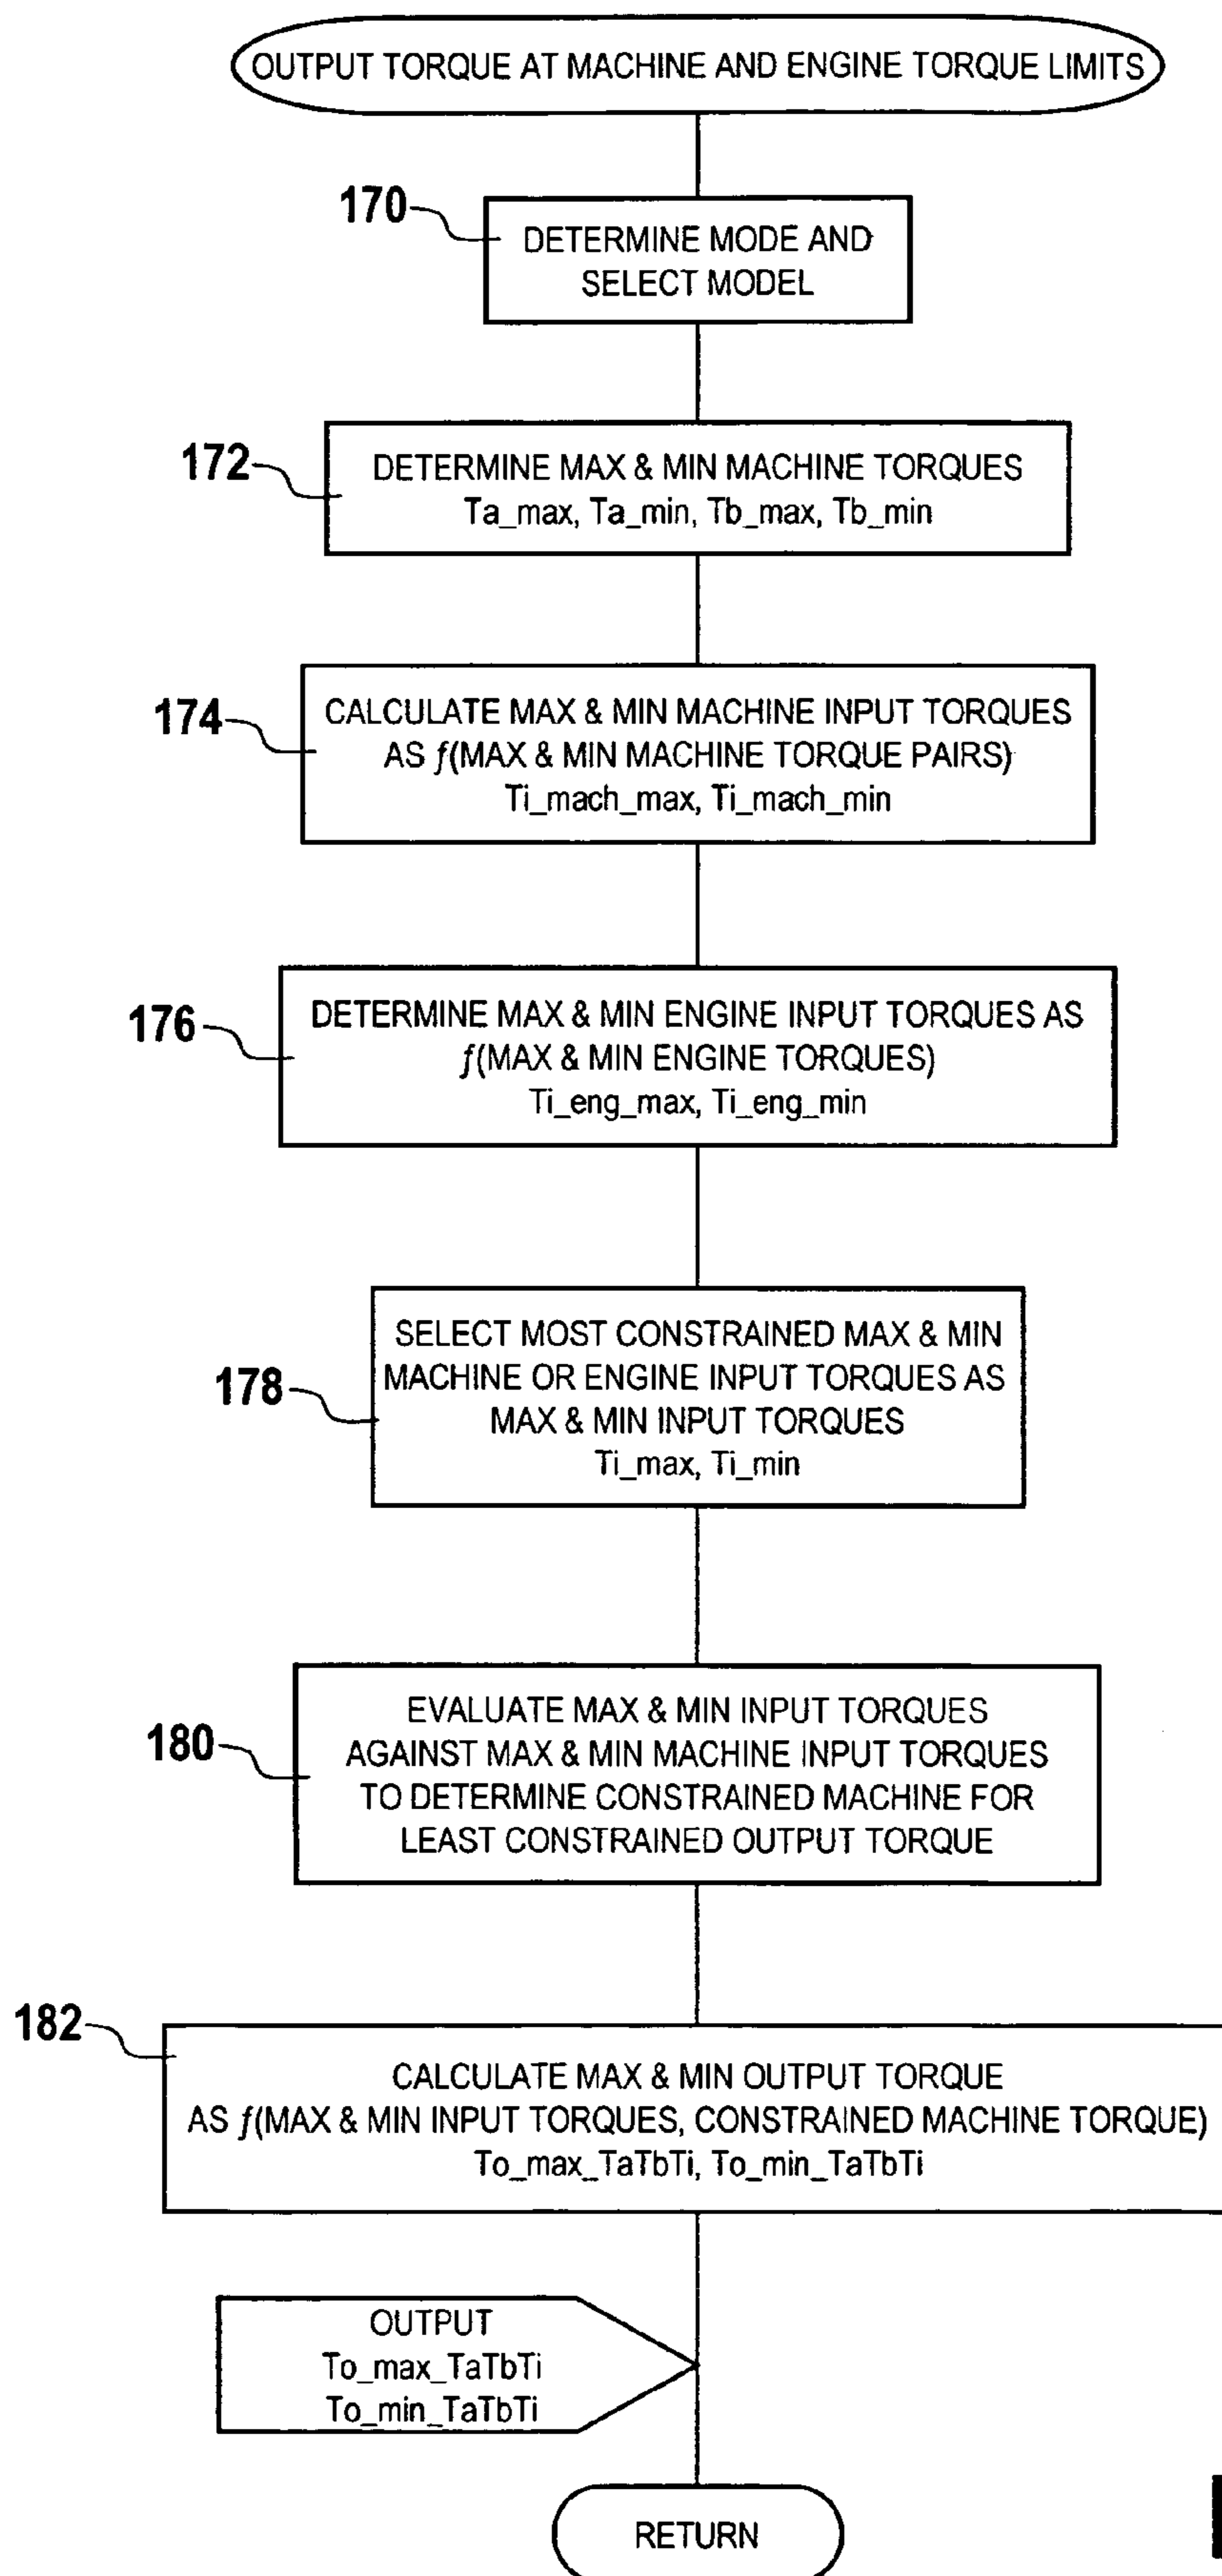 OUTPUT TORQUE AT MACHINE AND ENGINE TORQUE LIMITS
170
DETERMINE MODE AND
SELECT MODEL
172
DETERMINE MAX & MIN MACHINE TORQUES
Ta_max, Ta_min, Tb_max, Tb_min
174
CALCULATE MAX & MIN MACHINE INPUT TORQUES
AS ƒ(MAX & MIN MACHINE TORQUE PAIRS)
Ti_mach_max, Ti_mach_min
176
DETERMINE MAX & MIN ENGINE INPUT TORQUES AS
ƒ(MAX & MIN ENGINE TORQUES)
Ti_eng_max, Ti_eng_min
178
SELECT MOST CONSTRAINED MAX & MIN
MACHINE OR ENGINE INPUT TORQUES AS
MAX & MIN INPUT TORQUES
Ti_max, Ti_min
180
EVALUATE MAX & MIN INPUT TORQUES
AGAINST MAX & MIN MACHINE INPUT TORQUES
TO DETERMINE CONSTRAINED MACHINE FOR
LEAST CONSTRAINED OUTPUT TORQUE
182
CALCULATE MAX & MIN OUTPUT TORQUE
AS ƒ(MAX & MIN INPUT TORQUES, CONSTRAINED MACHINE TORQUE)
To_max_TaTbTi, To_min_TaTbTi
OUTPUT
To_max_TaTbTi
To_min_TaTbTi
RETURN